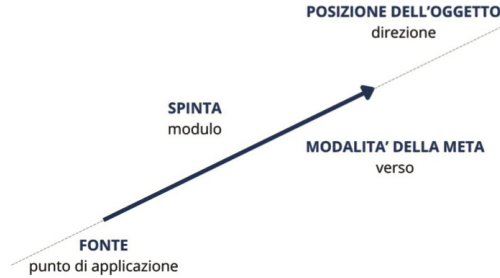 POSIZIONE DELL'OGGETTO
direzione
SPINTA
modulo
MODALITA' DELLA META
verso
FONTE
punto di applicazione